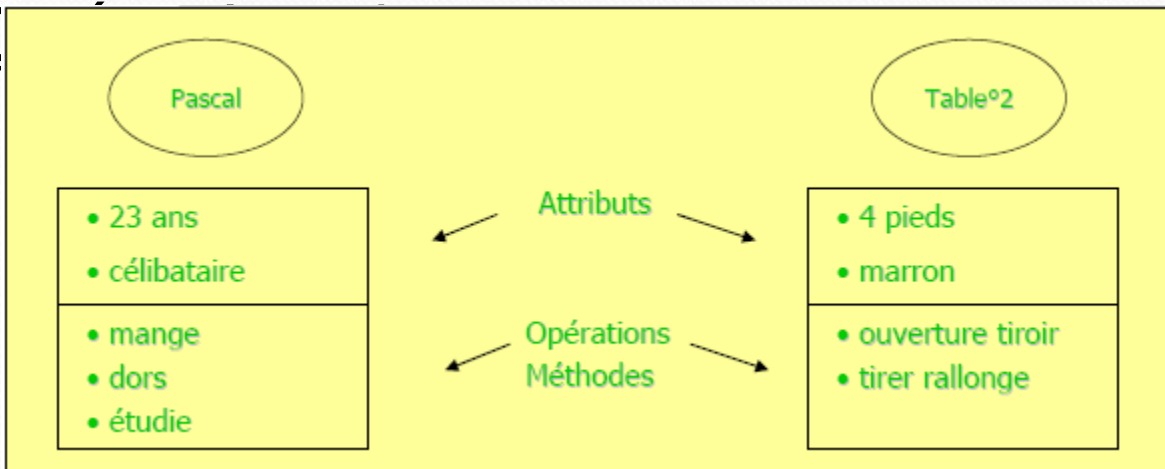 Pascal
Table°2
Attributs
• 23 ans
• célibataire
• 4 pieds
• marron
Opérations
Méthodes
• mange
• dors
• étudie
• ouverture tiroir
• tirer rallonge